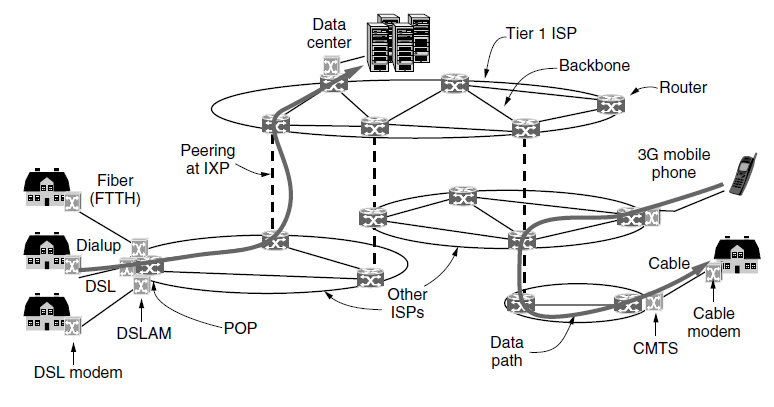 Data
center
Tier 1 ISP
Backbone
Router
Peering
at IXP
3G mobile
phone
Fiber
(FTTH)
Dialup
DSL
Cable
Other
ISPs
POP
DSLAM
Cable
modem
Data
path
CMTS
DSL modem